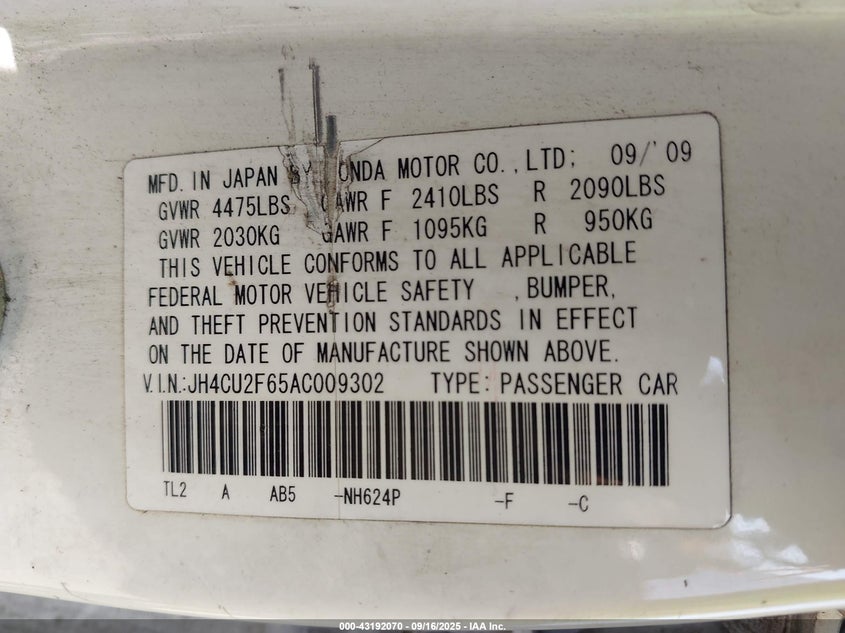 MFD. IN JAPAN BY HONDA MOTOR CO., LTD; 09/'09
GVWR 4475LBS GAWR F 2410LBS R 2090LBS
GVWR 2030KG GAWR F 1095KG R 950KG
THIS VEHICLE CONFORMS TO ALL APPLICABLE
FEDERAL MOTOR VEHICLE SAFETY ,BUMPER,
AND THEFT PREVENTION STANDARDS IN EFFECT
ON THE DATE OF MANUFACTURE SHOWN ABOVE.
V.I.N.:JH4CU2F65AC009302 TYPE: PASSENGER CAR
TL2 A AB5 -NH624P -F -C
000-43192070 - 09/16/2025 - IAA Inc.